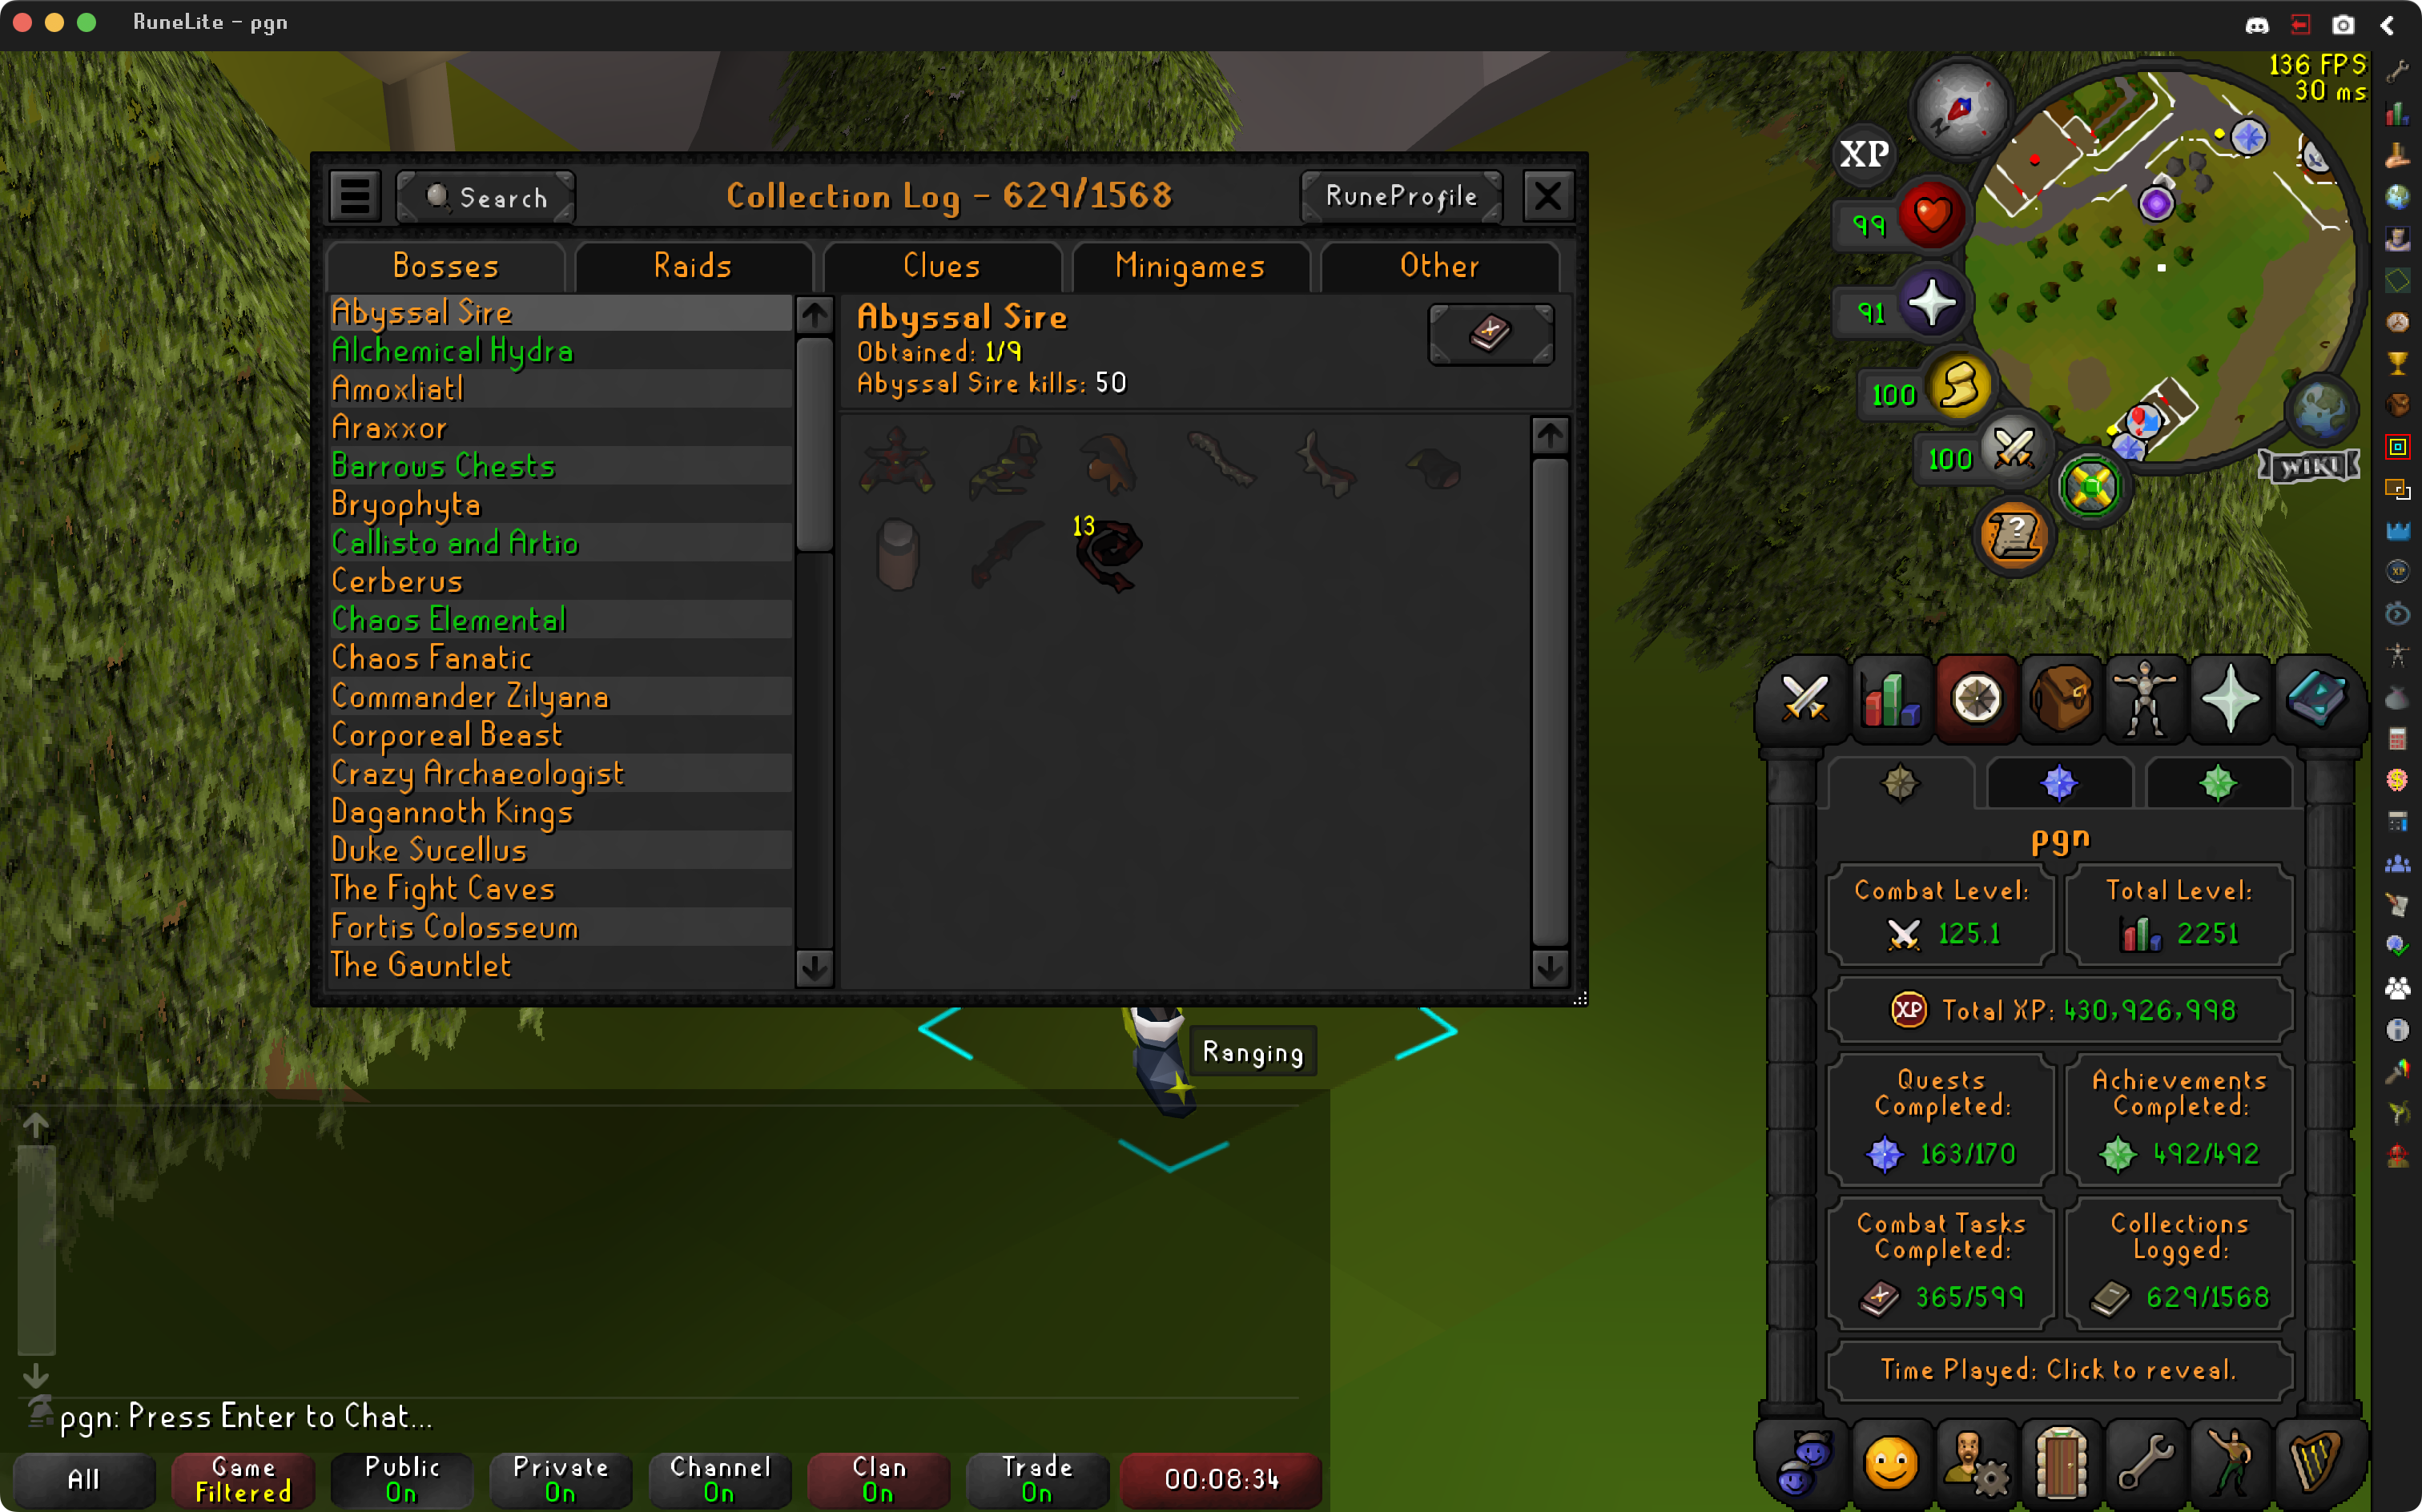 RuneLite - pgn
136 FPS
30 ms
XP
99
91
100
100
WIKI
Search
Collection Log - 629/1568
RuneProfile
Bosses
Raids
Clues
Minigames
Other
Abyssal Sire
Alchemical Hydra
Amoxliatl
Araxxor
Barrows Chests
Bryophyta
Callisto and Artio
Cerberus
Chaos Elemental
Chaos Fanatic
Commander Zilyana
Corporeal Beast
Crazy Archaeologist
Dagannoth Kings
Duke Sucellus
The Fight Caves
Fortis Colosseum
The Gauntlet
Abyssal Sire
Obtained: 1/9
Abyssal Sire kills: 50
13
Ranging
pgn
Combat Level:
125.1
Total Level:
2251
XP Total XP: 430,926,998
Quests
Completed:
163/170
Achievements
Completed:
492/492
Combat Tasks
Completed:
365/599
Collections
Logged:
629/1568
Time Played: Click to reveal.
pgn: Press Enter to Chat...
All
Game
Filtered
Public
On
Private
On
Channel
On
Clan
On
Trade
On
00:08:34